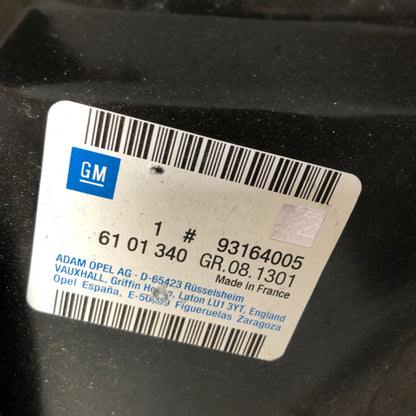 GM
1 # 93164005
61 01 340 GR.08.1301
Made in France
ADAM OPEL AG · D-65423 Rüsselsheim
VAUXHALL, Griffin House, Luton LU1 3YT, England
Opel España, E-50639 Figueruelas Zaragoza